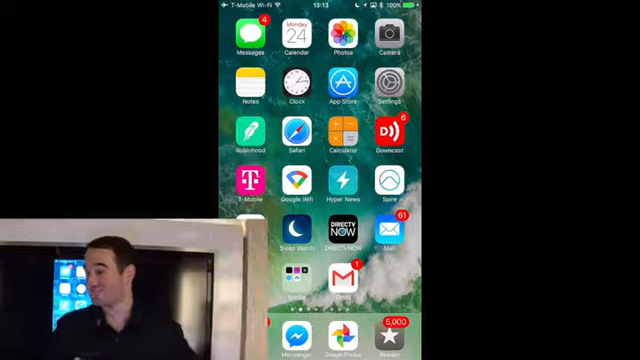 T-Mobile Wi-Fi 13:13 100%
4
Monday
24
Messages Calendar Photos Camera
Notes Clock App Store Settings
6
Robinhood Safari Calculator Downcast
T-Mobile Google Wifi Hyper News Spire
61
DIRECTV
NOW
Sleep Watch DIRECTV NOW Mail
1
Media Gmail
5,000
Messenger Google Photos Reeder